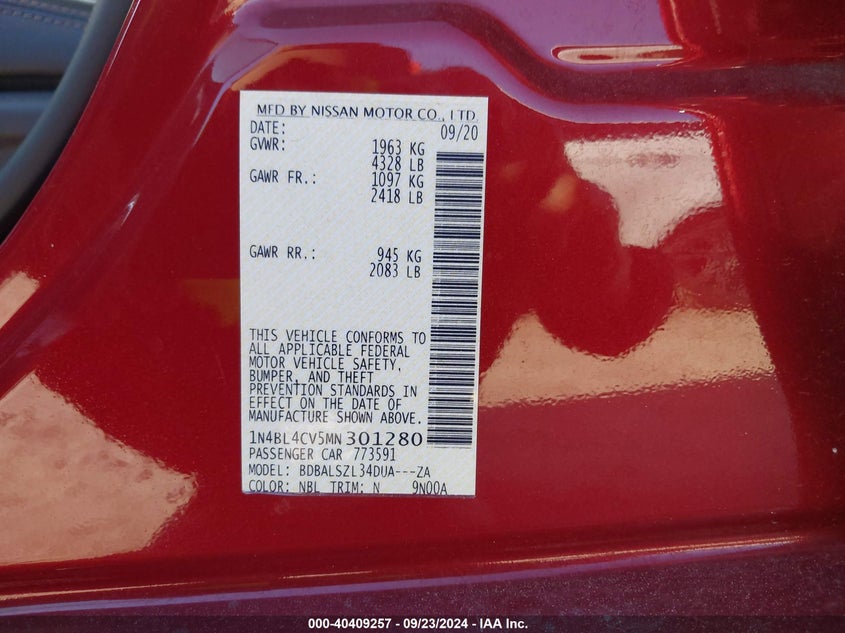 MFD BY NISSAN MOTOR CO., LTD.
DATE: 09/20
GVWR: 1963 KG
4328 LB
GAWR FR.: 1097 KG
2418 LB
GAWR RR.: 945 KG
2083 LB
THIS VEHICLE CONFORMS TO
ALL APPLICABLE FEDERAL
MOTOR VEHICLE SAFETY,
BUMPER, AND THEFT
PREVENTION STANDARDS IN
EFFECT ON THE DATE OF
MANUFACTURE SHOWN ABOVE.
1N4BL4CV5MN301280
PASSENGER CAR 773591
MODEL: BDBALSZL34DUA---ZA
COLOR: NBL TRIM: N 9N00A
000-40409257 - 09/23/2024 - IAA Inc.